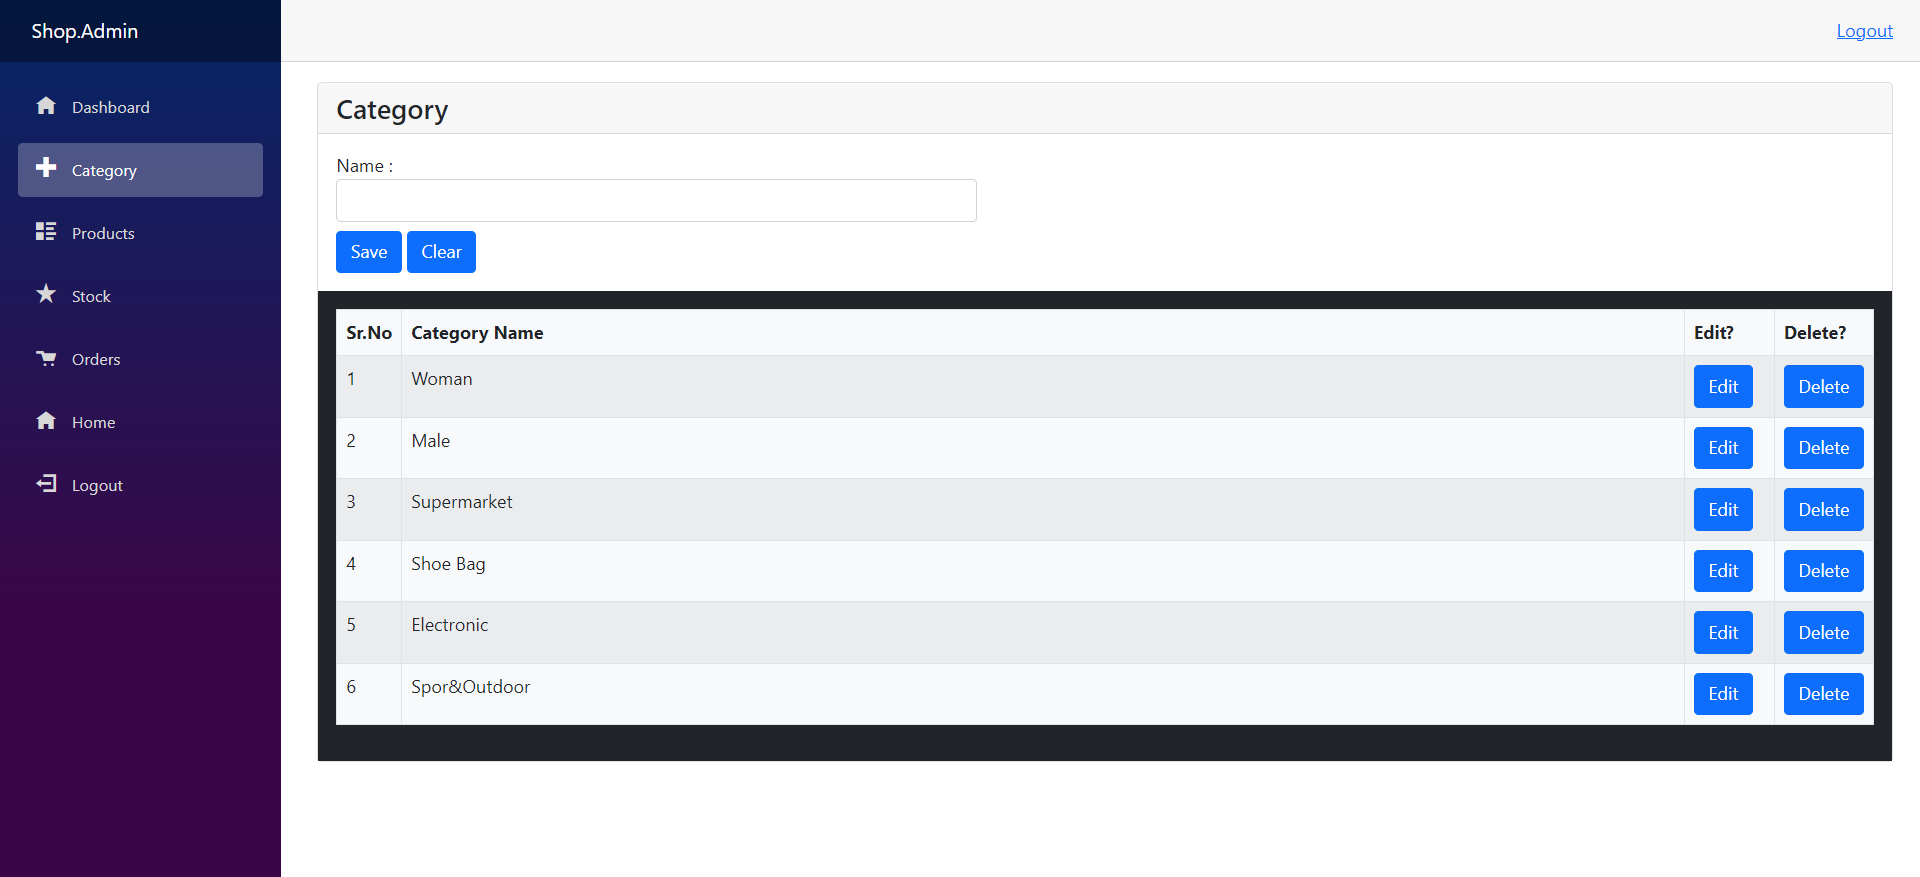 Shop.Admin
Logout
Dashboard
Category
Products
Stock
Orders
Home
Logout
Category
Name :
Save Clear
Sr.No Category Name Edit? Delete?
1 Woman Edit Delete
2 Male Edit Delete
3 Supermarket Edit Delete
4 Shoe Bag Edit Delete
5 Electronic Edit Delete
6 Spor&Outdoor Edit Delete